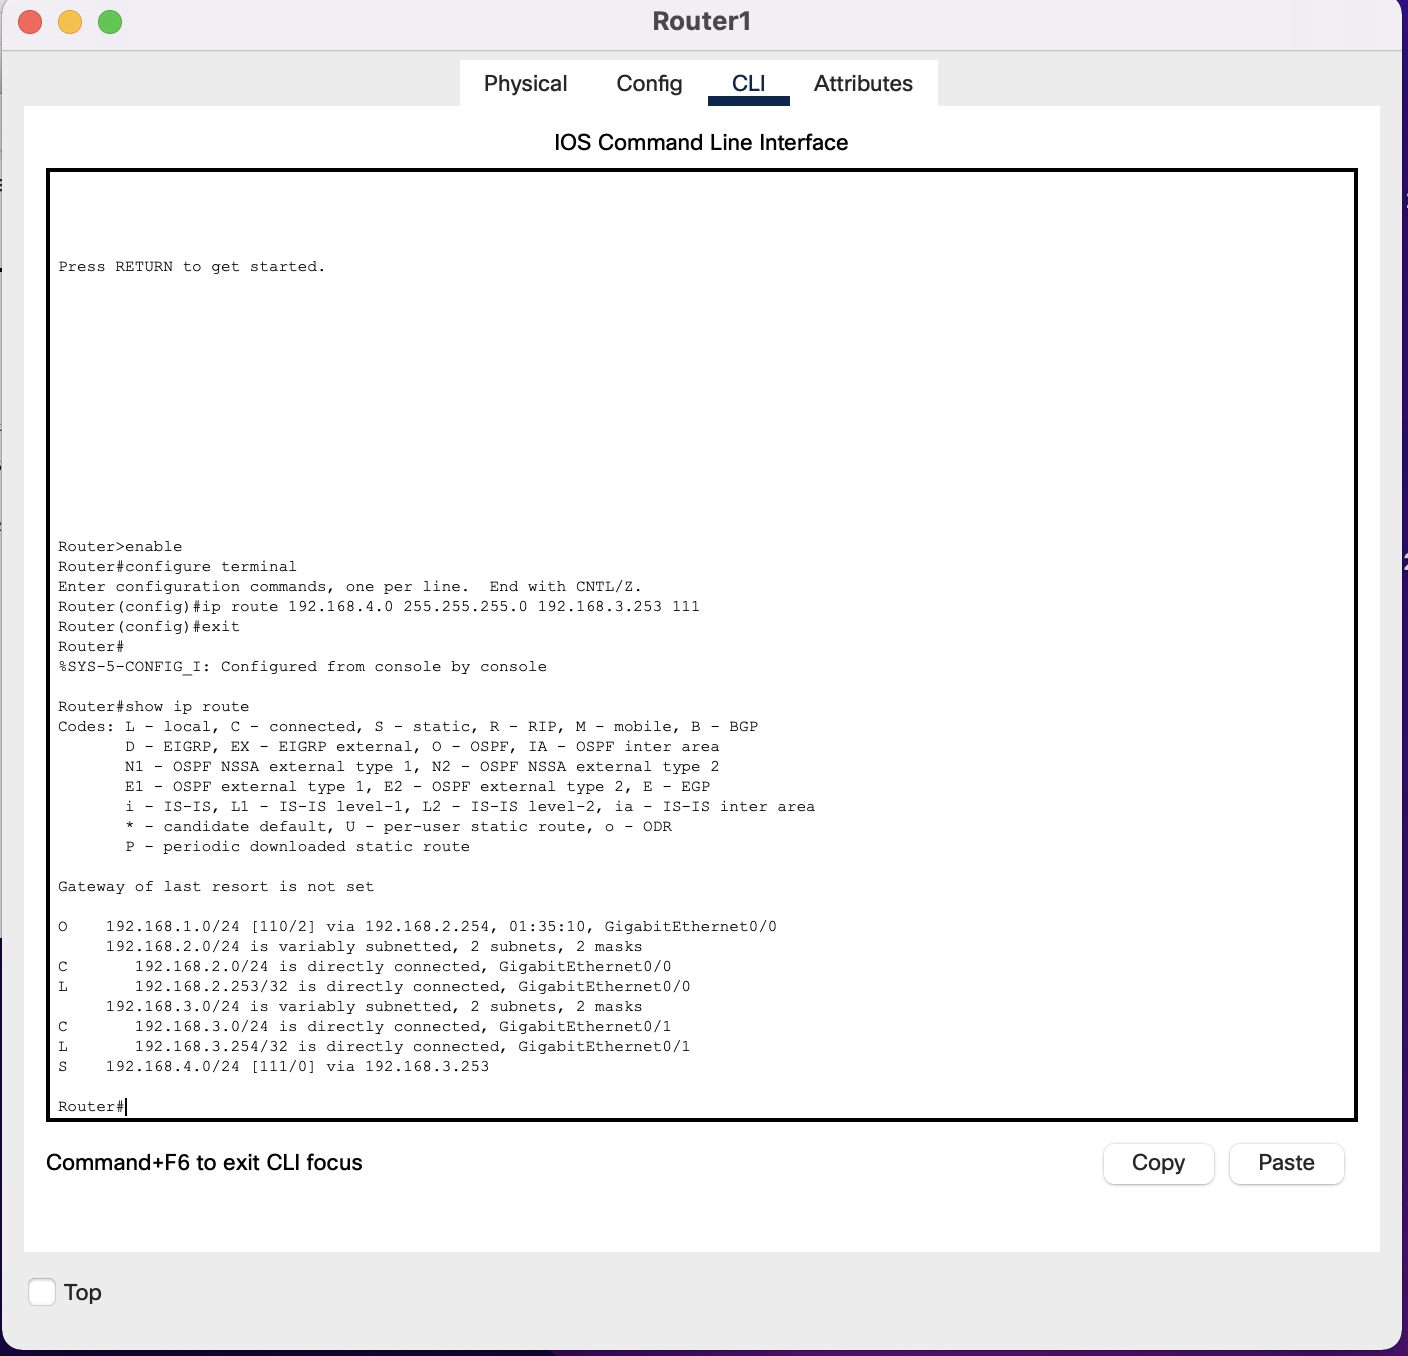 Router1
Physical Config CLI Attributes
IOS Command Line Interface
Press RETURN to get started.
Router>enable
Router#configure terminal
Enter configuration commands, one per line.  End with CNTL/Z.
Router(config)#ip route 192.168.4.0 255.255.255.0 192.168.3.253 111
Router(config)#exit
Router#
%SYS-5-CONFIG_I: Configured from console by console
Router#show ip route
Codes: L - local, C - connected, S - static, R - RIP, M - mobile, B - BGP
       D - EIGRP, EX - EIGRP external, O - OSPF, IA - OSPF inter area
       N1 - OSPF NSSA external type 1, N2 - OSPF NSSA external type 2
       E1 - OSPF external type 1, E2 - OSPF external type 2, E - EGP
       i - IS-IS, L1 - IS-IS level-1, L2 - IS-IS level-2, ia - IS-IS inter area
       * - candidate default, U - per-user static route, o - ODR
       P - periodic downloaded static route
Gateway of last resort is not set
O    192.168.1.0/24 [110/2] via 192.168.2.254, 01:35:10, GigabitEthernet0/0
     192.168.2.0/24 is variably subnetted, 2 subnets, 2 masks
C       192.168.2.0/24 is directly connected, GigabitEthernet0/0
L       192.168.2.253/32 is directly connected, GigabitEthernet0/0
     192.168.3.0/24 is variably subnetted, 2 subnets, 2 masks
C       192.168.3.0/24 is directly connected, GigabitEthernet0/1
L       192.168.3.254/32 is directly connected, GigabitEthernet0/1
S    192.168.4.0/24 [111/0] via 192.168.3.253
Router#
Command+F6 to exit CLI focus
Copy Paste
Top